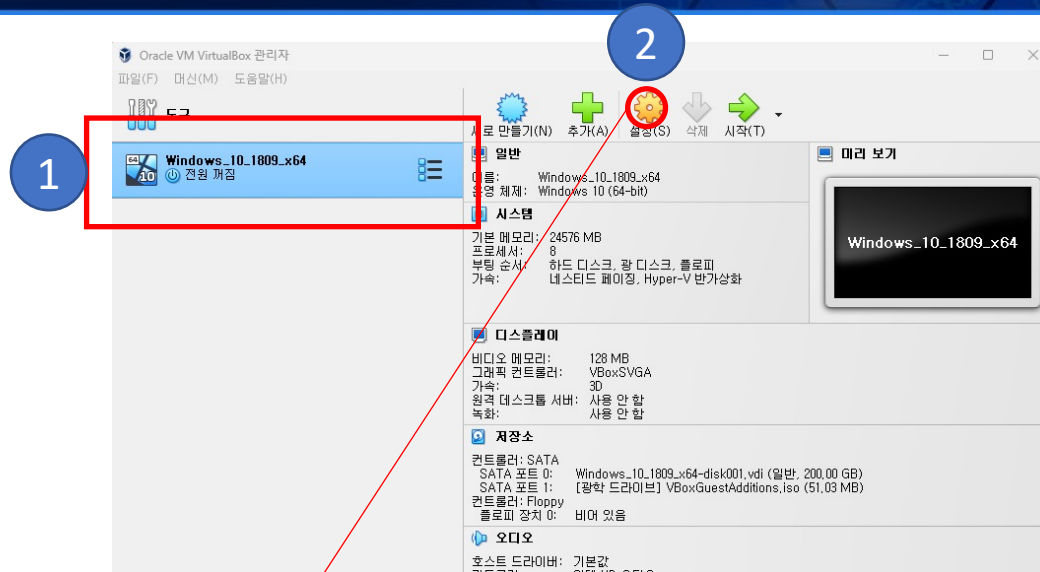 2
Oracle VM VirtualBox 관리자
파일(F) 머신(M) 도움말(H)
도구
새로 만들기(N) 추가(A) 설정(S) 삭제 시작(T)
1
64
10
Windows_10_1809_x64
전원 꺼짐
일반
이름: Windows_10_1809_x64
운영 체제: Windows 10 (64-bit)
미리 보기
Windows_10_1809_x64
시스템
기본 메모리: 24576 MB
프로세서: 8
부팅 순서: 하드 디스크, 광 디스크, 플로피
가속: 네스티드 페이징, Hyper-V 반가상화
디스플레이
비디오 메모리: 128 MB
그래픽 컨트롤러: VBoxSVGA
가속: 3D
원격 데스크톱 서버: 사용 안 함
녹화: 사용 안 함
저장소
컨트롤러: SATA
SATA 포트 0: Windows_10_1809_x64-disk001.vdi (일반, 200.00 GB)
SATA 포트 1: [광학 드라이브] VBoxGuestAdditions.iso (51.03 MB)
컨트롤러: Floppy
플로피 장치 0: 비어 있음
오디오
호스트 드라이버: 기본값